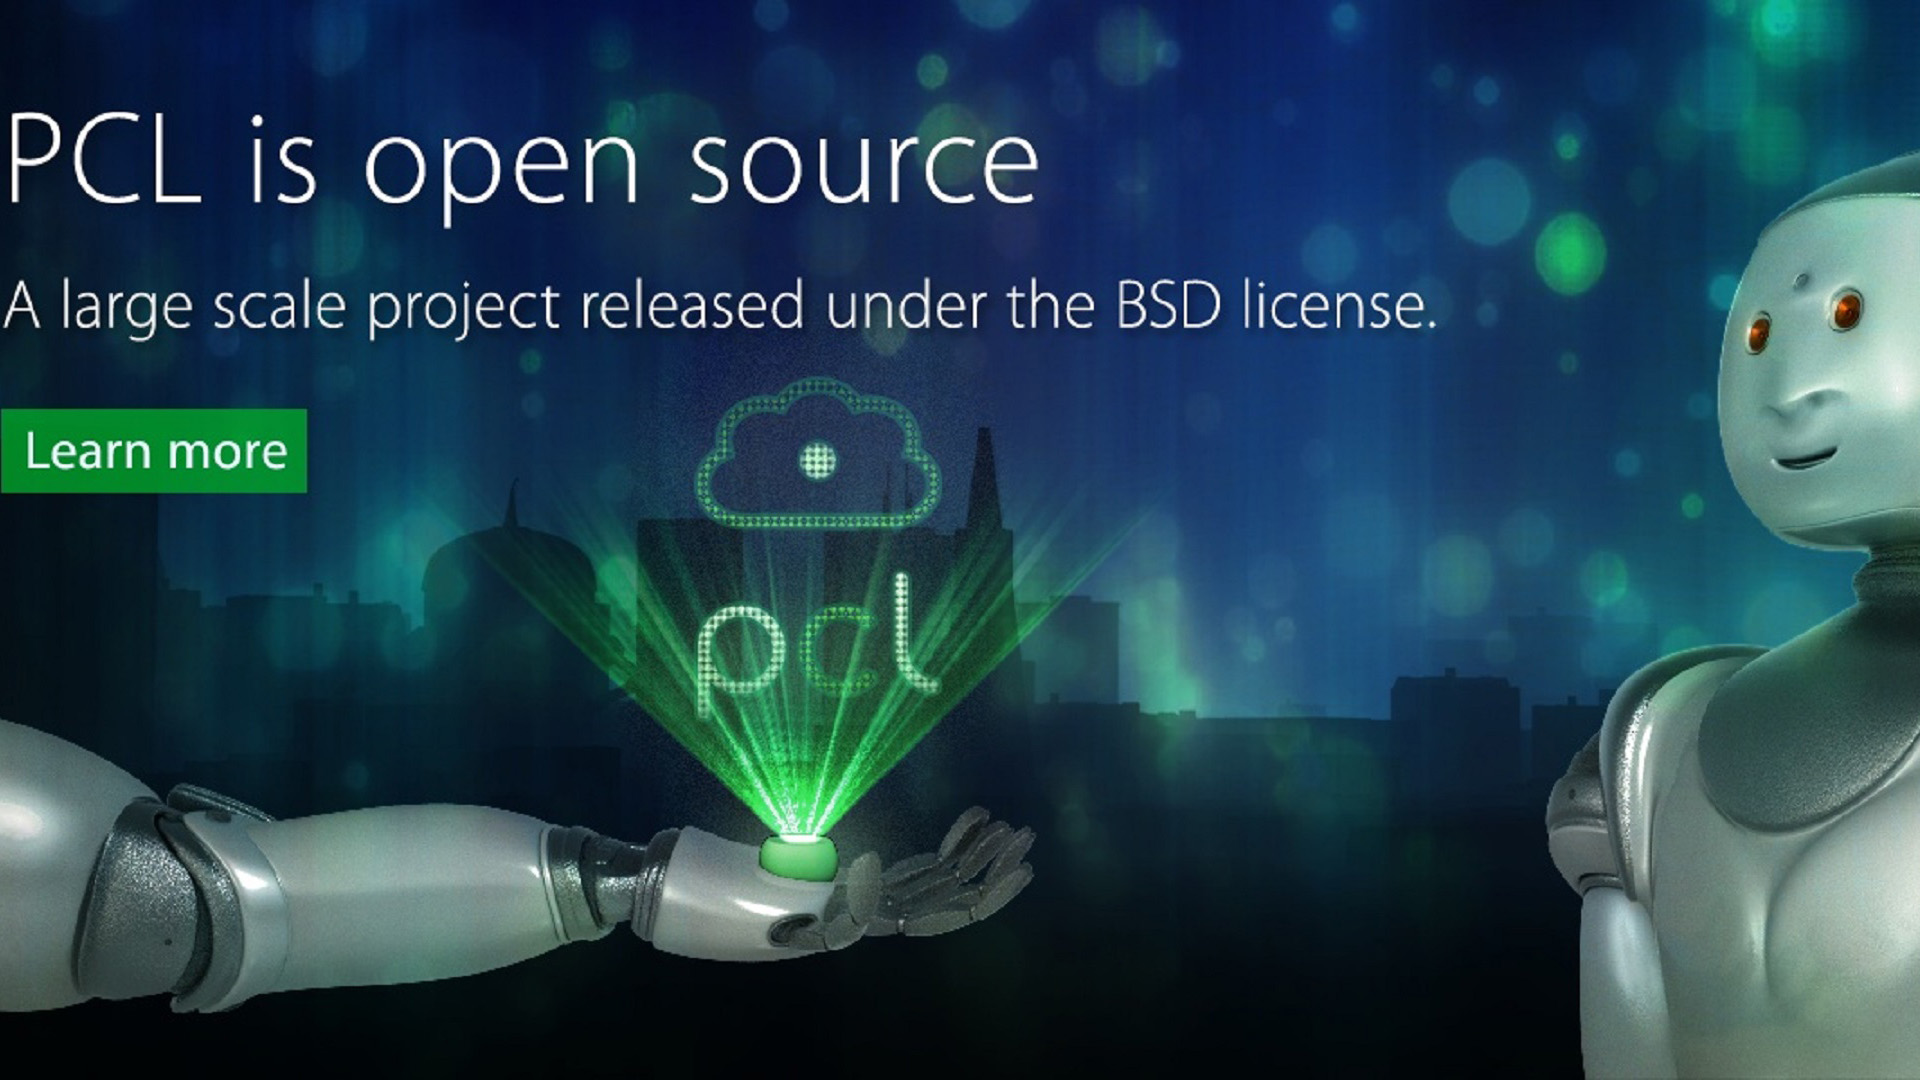 PCL is open source
A large scale project released under the BSD license.
Learn more
pcl